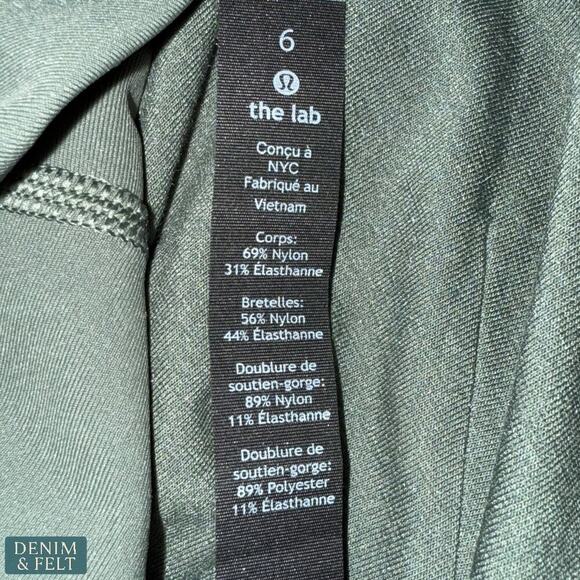 6
the lab
Conçu à
NYC
Fabriqué au
Vietnam
Corps:
69% Nylon
31% Élasthanne
Bretelles:
56% Nylon
44% Élasthanne
Doublure de
soutien-gorge:
89% Nylon
11% Élasthanne
Doublure de
soutien-gorge:
89% Polyester
11% Élasthanne
DENIM
& FELT